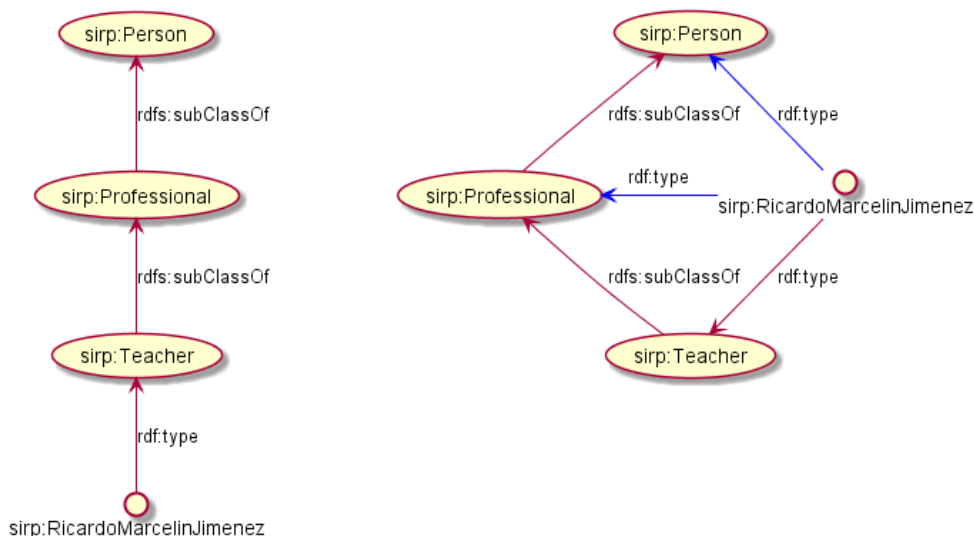 sirp:Person
rdfs:subClassOf
sirp:Professional
rdfs:subClassOf
sirp:Teacher
rdf:type
sirp:RicardoMarcelinJimenez
sirp:Person
rdfs:subClassOf
rdf:type
sirp:Professional
rdf:type
sirp:RicardoMarcelinJimenez
rdfs:subClassOf
rdf:type
sirp:Teacher